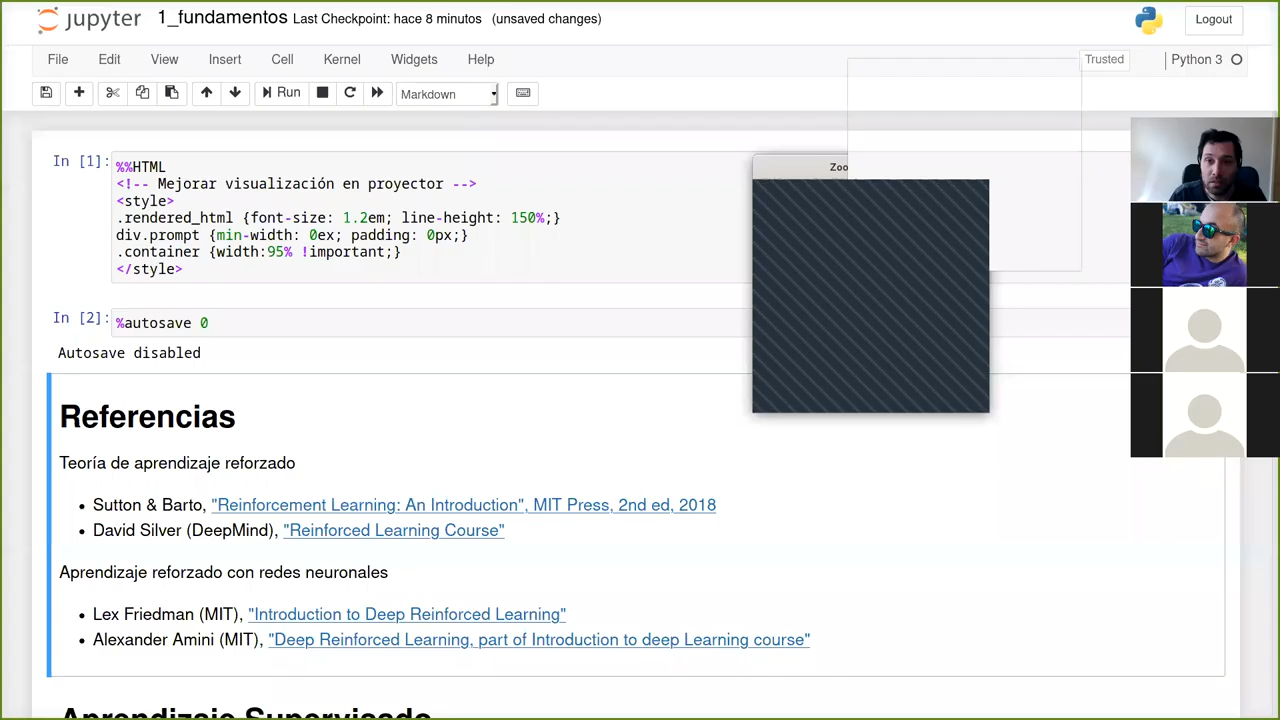 jupyter 1_fundamentos Last Checkpoint: hace 8 minutos (unsaved changes)
Logout
File Edit View Insert Cell Kernel Widgets Help
Trusted
Python 3
Run
Markdown
In [1]:
%%HTML
<!-- Mejorar visualización en proyector -->
<style>
.rendered_html {font-size: 1.2em; line-height: 150%;}
div.prompt {min-width: 0ex; padding: 0px;}
.container {width:95% !important;}
</style>
Zoo
In [2]:
%autosave 0
Autosave disabled
Referencias
Teoría de aprendizaje reforzado
• Sutton & Barto, "Reinforcement Learning: An Introduction", MIT Press, 2nd ed, 2018
• David Silver (DeepMind), "Reinforced Learning Course"
Aprendizaje reforzado con redes neuronales
• Lex Friedman (MIT), "Introduction to Deep Reinforced Learning"
• Alexander Amini (MIT), "Deep Reinforced Learning, part of Introduction to deep Learning course"
Aprendizaje Supervisado